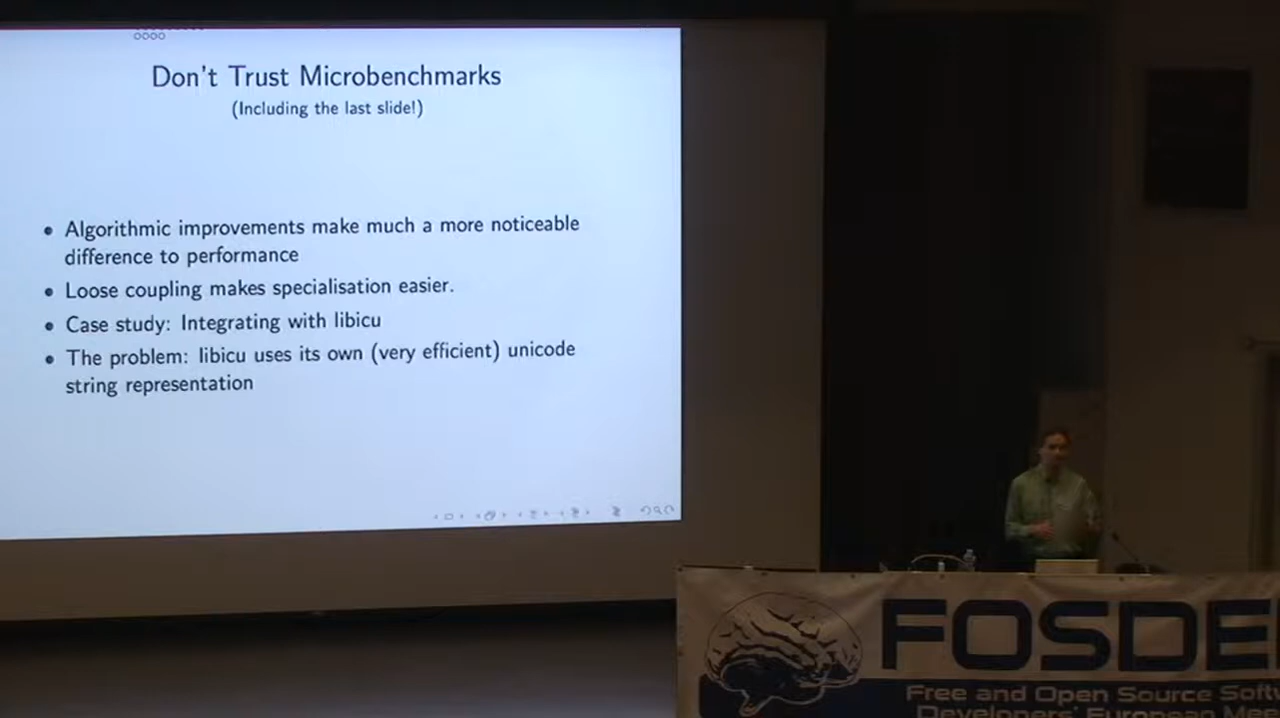 Don't Trust Microbenchmarks
(Including the last slide!)
• Algorithmic improvements make much a more noticeable
difference to performance
• Loose coupling makes specialisation easier.
• Case study: Integrating with libicu
• The problem: libicu uses its own (very efficient) unicode
string representation
FOSDE
Free and Open Source Softw
Developers' European Mee